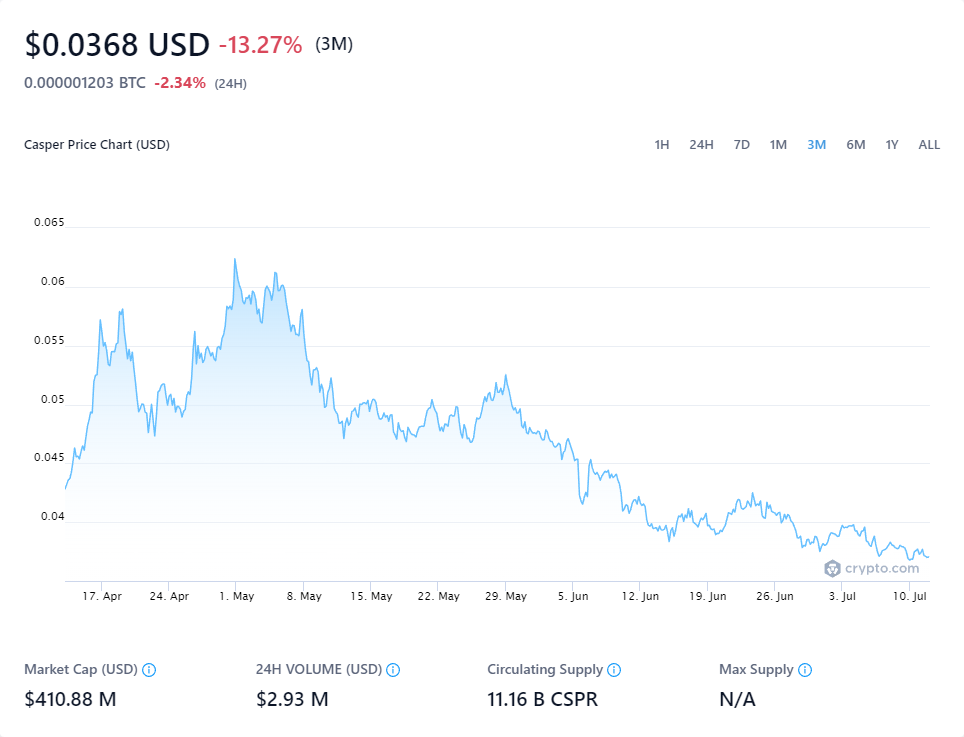 $0.0368 USD -13.27% (3M)
0.000001203 BTC -2.34% (24H)
Casper Price Chart (USD) 1H 24H 7D 1M 3M 6M 1Y ALL
0.065
0.06
0.055
0.05
0.045
0.04
crypto.com
17. Apr 24. Apr 1. May 8. May 15. May 22. May 29. May 5. Jun 12. Jun 19. Jun 26. Jun 3. Jul 10. Jul
Market Cap (USD) 24H VOLUME (USD) Circulating Supply Max Supply
$410.88 M $2.93 M 11.16 B CSPR N/A